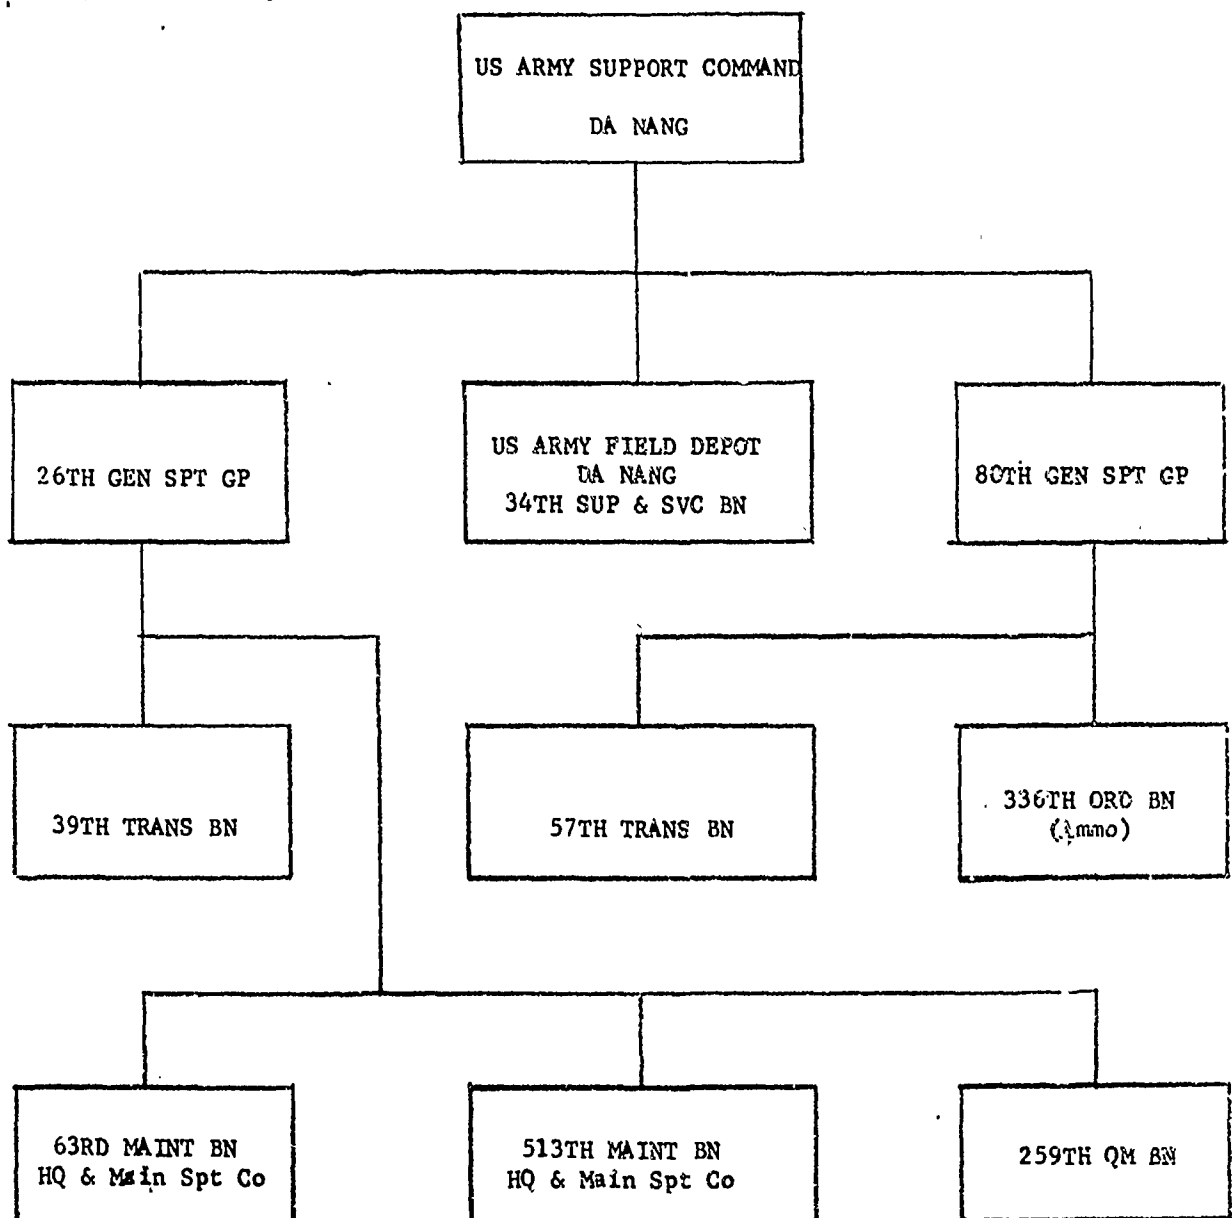 US ARMY SUPPORT COMMAND
DA NANG
26TH GEN SPT GP
US ARMY FIELD DEPOT
DA NANG
34TH SUP & SVC BN
80TH GEN SPT GP
39TH TRANS BN
57TH TRANS BN
336TH ORD BN
(Ammo)
63RD MAINT BN
HQ & Main Spt Co
513TH MAINT BN
HQ & Main Spt Co
259TH QM BN